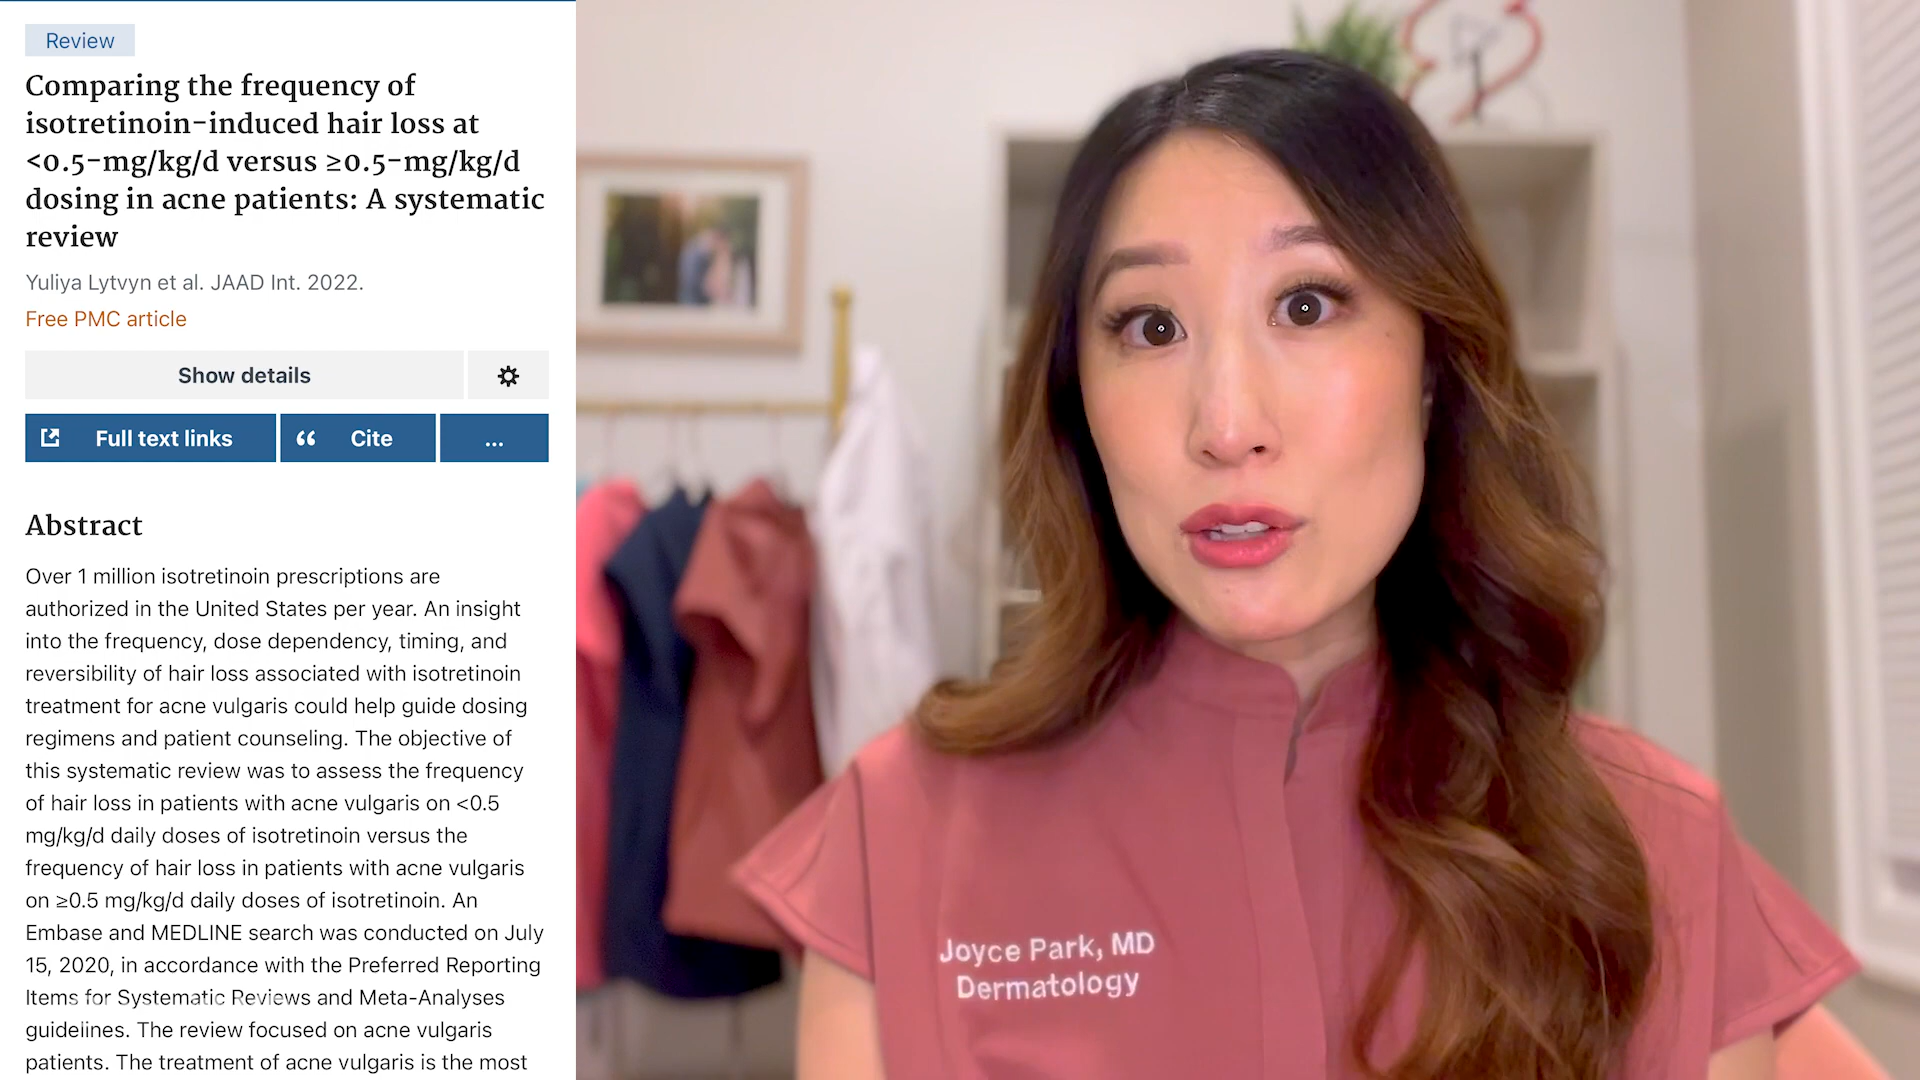 Review
Comparing the frequency of
isotretinoin-induced hair loss at
<0.5-mg/kg/d versus ≥0.5-mg/kg/d
dosing in acne patients: A systematic
review
Yuliya Lytvyn et al. JAAD Int. 2022.
Free PMC article
Show details
Full text links
Cite
...
Abstract
Over 1 million isotretinoin prescriptions are
authorized in the United States per year. An insight
into the frequency, dose dependency, timing, and
reversibility of hair loss associated with isotretinoin
treatment for acne vulgaris could help guide dosing
regimens and patient counseling. The objective of
this systematic review was to assess the frequency
of hair loss in patients with acne vulgaris on <0.5
mg/kg/d daily doses of isotretinoin versus the
frequency of hair loss in patients with acne vulgaris
on ≥0.5 mg/kg/d daily doses of isotretinoin. An
Embase and MEDLINE search was conducted on July
15, 2020, in accordance with the Preferred Reporting
Items for Systematic Reviews and Meta-Analyses
guidelines. The review focused on acne vulgaris
patients. The treatment of acne vulgaris is the most
Joyce Park, MD
Dermatology